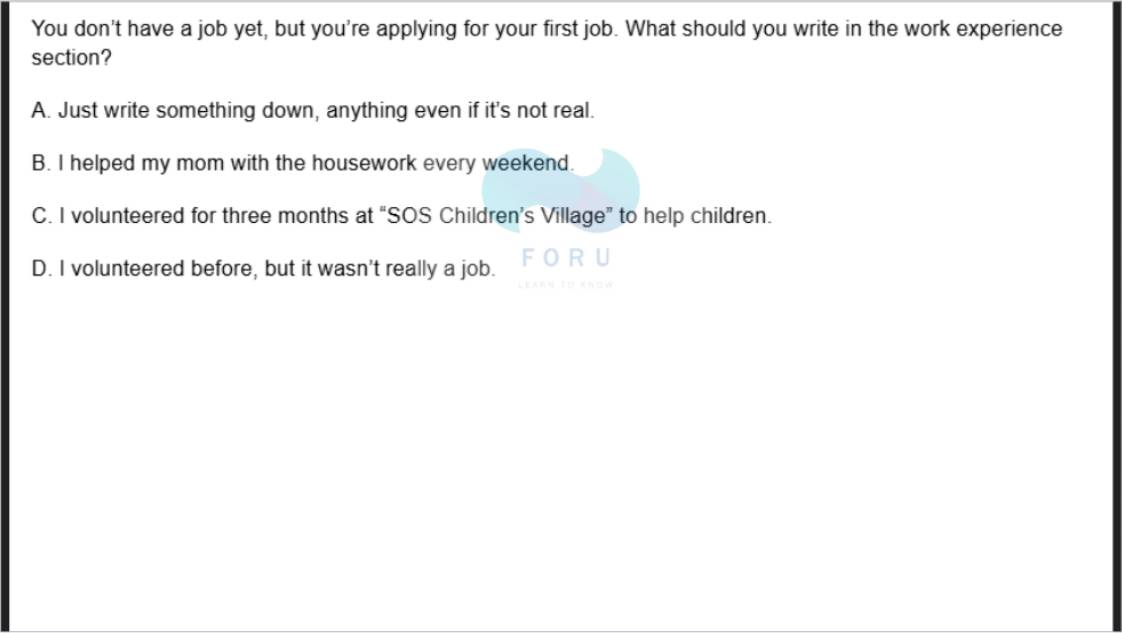 You don’t have a job yet, but you’re applying for your first job. What should you write in the work experience
section?
A. Just write something down, anything even if it’s not real.
B. I helped my mom with the housework every weekend.
C. I volunteered for three months at “SOS Children’s Village” to help children.
D. I volunteered before, but it wasn’t really a job.
FORU
LEARN TO KNOW